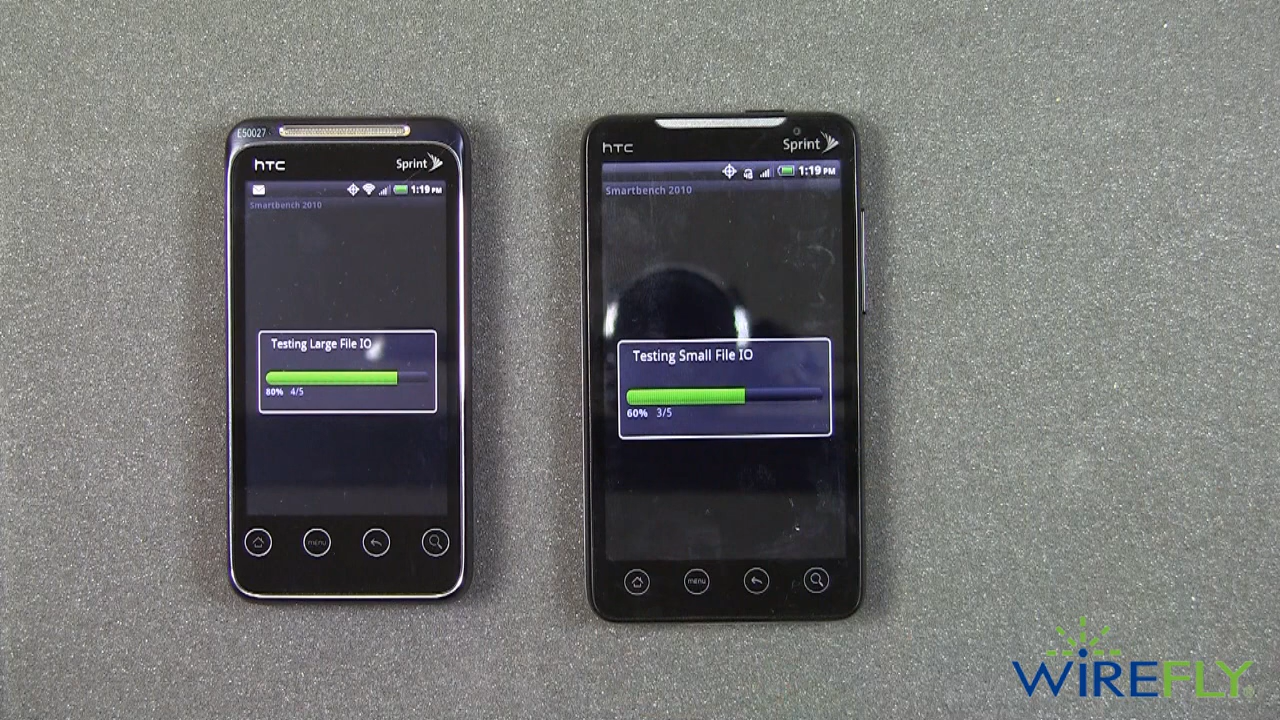 E50027
hTC
Sprint
1:19 PM
Smartbench 2010
Testing Large File IO
80% 4/5
MENU
hTC
Sprint
1:19 PM
Smartbench 2010
Testing Small File IO
60% 3/5
MENU
WIREFLY